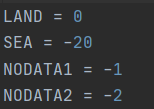 LAND = 0
SEA = -20
NODATA1 = -1
NODATA2 = -2